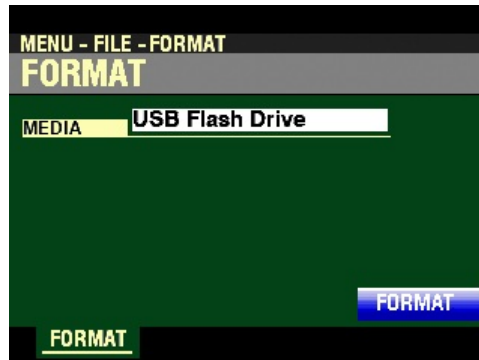 MENU - FILE - FORMAT
FORMAT
MEDIA USB Flash Drive
FORMAT
FORMAT